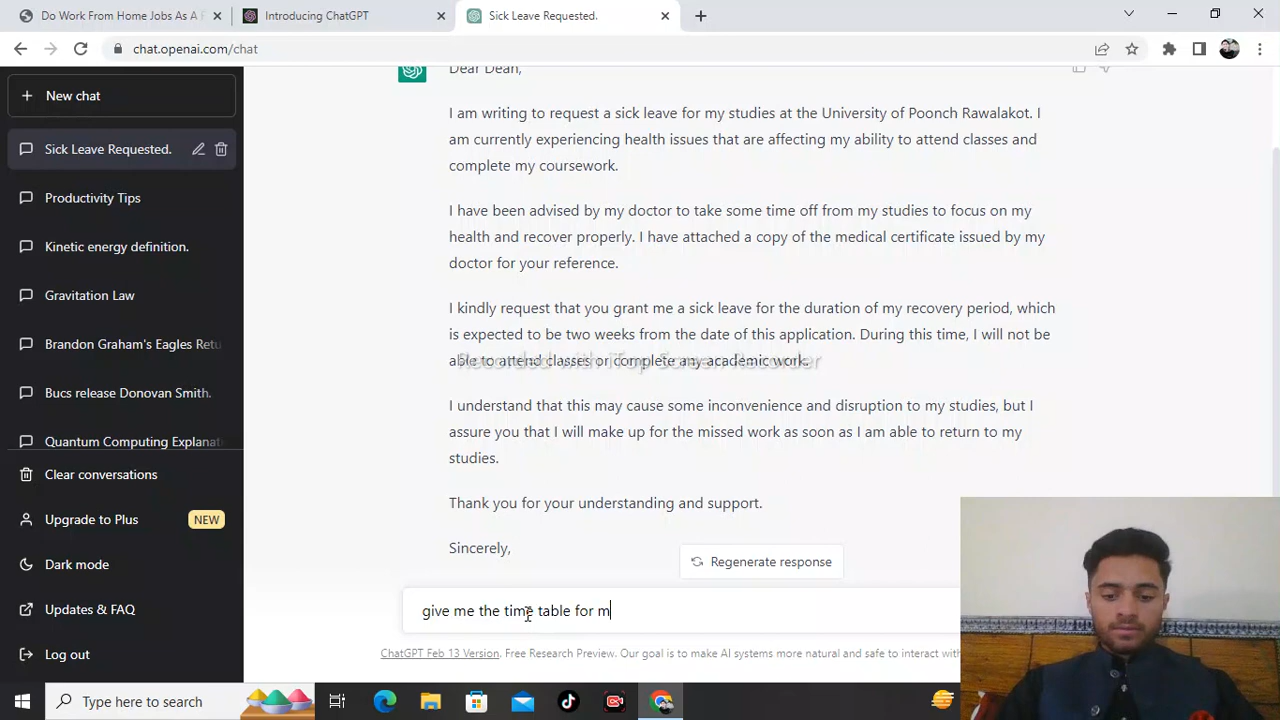 Do Work From Home Jobs As A F
Introducing ChatGPT
Sick Leave Requested.
chat.openai.com/chat
New chat
Sick Leave Requested.
Productivity Tips
Kinetic energy definition.
Gravitation Law
Brandon Graham's Eagles Retu
Bucs release Donovan Smith.
Quantum Computing Explanat
Clear conversations
Upgrade to Plus NEW
Dark mode
Updates & FAQ
Log out
Dear Dean,
I am writing to request a sick leave for my studies at the University of Poonch Rawalakot. I
am currently experiencing health issues that are affecting my ability to attend classes and
complete my coursework.
I have been advised by my doctor to take some time off from my studies to focus on my
health and recover properly. I have attached a copy of the medical certificate issued by my
doctor for your reference.
I kindly request that you grant me a sick leave for the duration of my recovery period, which
is expected to be two weeks from the date of this application. During this time, I will not be
able to attend classes or complete any academic work.
Recorded with iTop Screen Recorder
I understand that this may cause some inconvenience and disruption to my studies, but I
assure you that I will make up for the missed work as soon as I am able to return to my
studies.
Thank you for your understanding and support.
Sincerely,
Regenerate response
give me the time table for m
ChatGPT Feb 13 Version. Free Research Preview. Our goal is to make AI systems more natural and safe to interact with
Type here to search